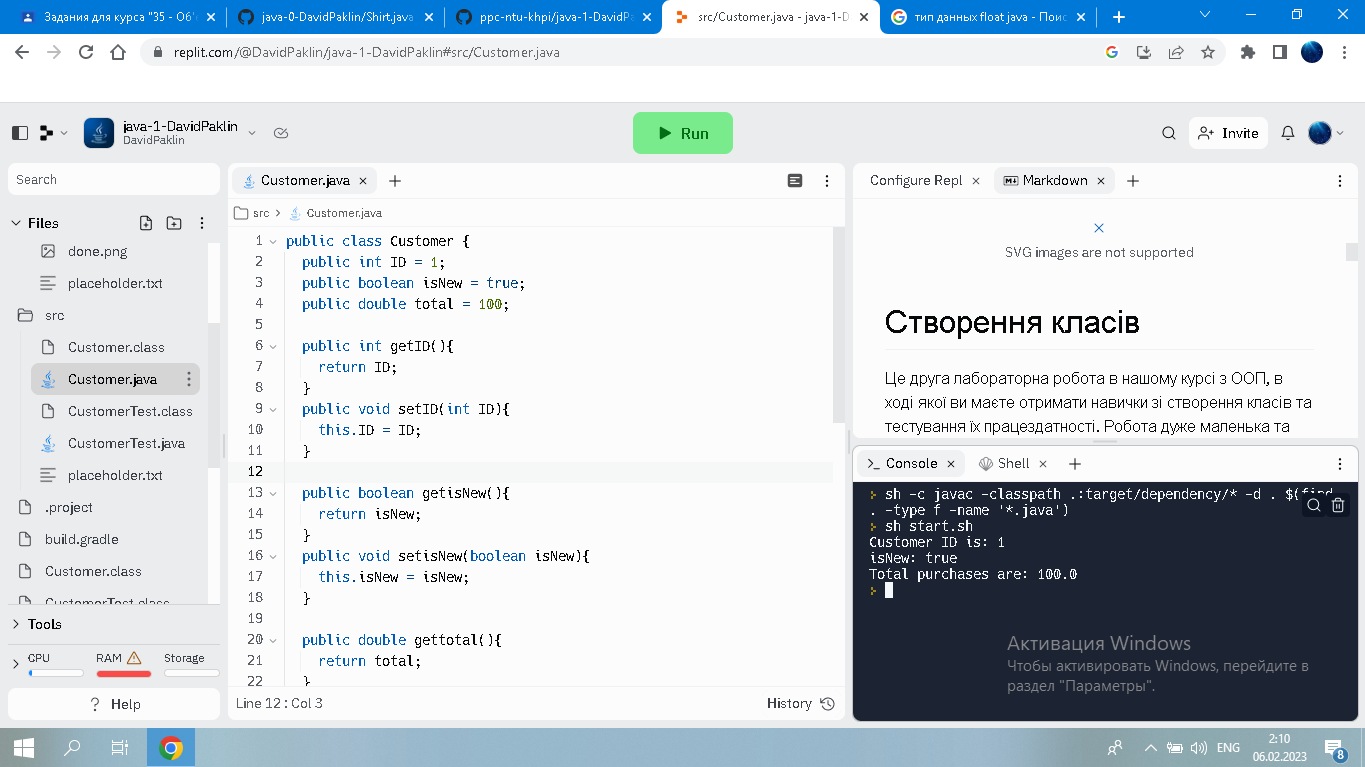 Задания для курса "35 - Об'
java-0-DavidPaklin/Shirt.java
ppc-ntu-khpi/java-1-DavidPa
src/Customer.java - java-1-D
тип данных float java - Поис
replit.com/@DavidPaklin/java-1-DavidPaklin#src/Customer.java
java-1-DavidPaklin
DavidPaklin
Run
Invite
Search
Files
done.png
placeholder.txt
src
Customer.class
Customer.java
CustomerTest.class
CustomerTest.java
placeholder.txt
.project
build.gradle
Customer.class
CustomerTest.class
Tools
CPU RAM Storage
Help
Customer.java
src > Customer.java
1 public class Customer {
2 public int ID = 1;
3 public boolean isNew = true;
4 public double total = 100;
5
6 public int getID(){
7 return ID;
8 }
9 public void setID(int ID){
10 this.ID = ID;
11 }
12
13 public boolean getisNew(){
14 return isNew;
15 }
16 public void setisNew(boolean isNew){
17 this.isNew = isNew;
18 }
19
20 public double gettotal(){
21 return total;
22 }
Line 12 : Col 3
History
Configure Repl
Markdown
SVG images are not supported
Створення класів
Це друга лабораторна робота в нашому курсі з ООП, в
ході якої ви маєте отримати навички зі створення класів та
тестування їх працездатності. Робота дуже маленька та
Console
Shell
sh -c javac -classpath .:target/dependency/* -d . $(find
. -type f -name '*.java')
sh start.sh
Customer ID is: 1
isNew: true
Total purchases are: 100.0
Активация Windows
Чтобы активировать Windows, перейдите в
раздел "Параметры".
ENG
2:10
06.02.2023
8